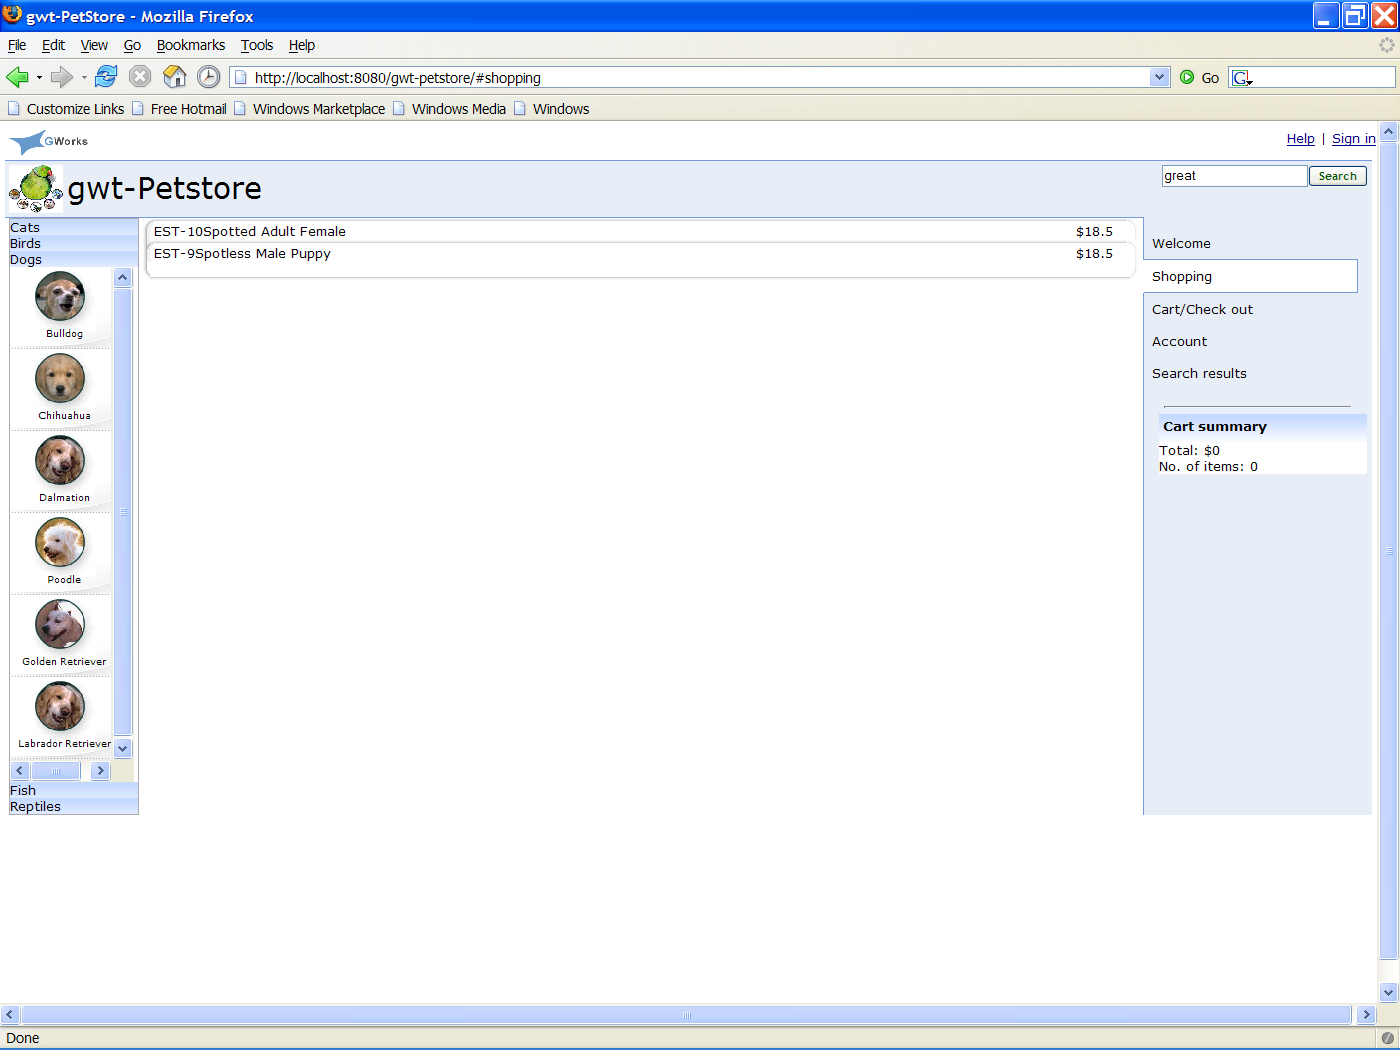 gwt-PetStore - Mozilla Firefox
File Edit View Go Bookmarks Tools Help
http://localhost:8080/gwt-petstore/#shopping Go G
Customize Links Free Hotmail Windows Marketplace Windows Media Windows
GWorks Help | Sign in
gwt-Petstore great Search
Cats
Birds
Dogs
Bulldog
Chihuahua
Dalmation
Poodle
Golden Retriever
Labrador Retriever
Fish
Reptiles
EST-10Spotted Adult Female $18.5
EST-9Spotless Male Puppy $18.5
Welcome
Shopping
Cart/Check out
Account
Search results
Cart summary
Total: $0
No. of items: 0
Done